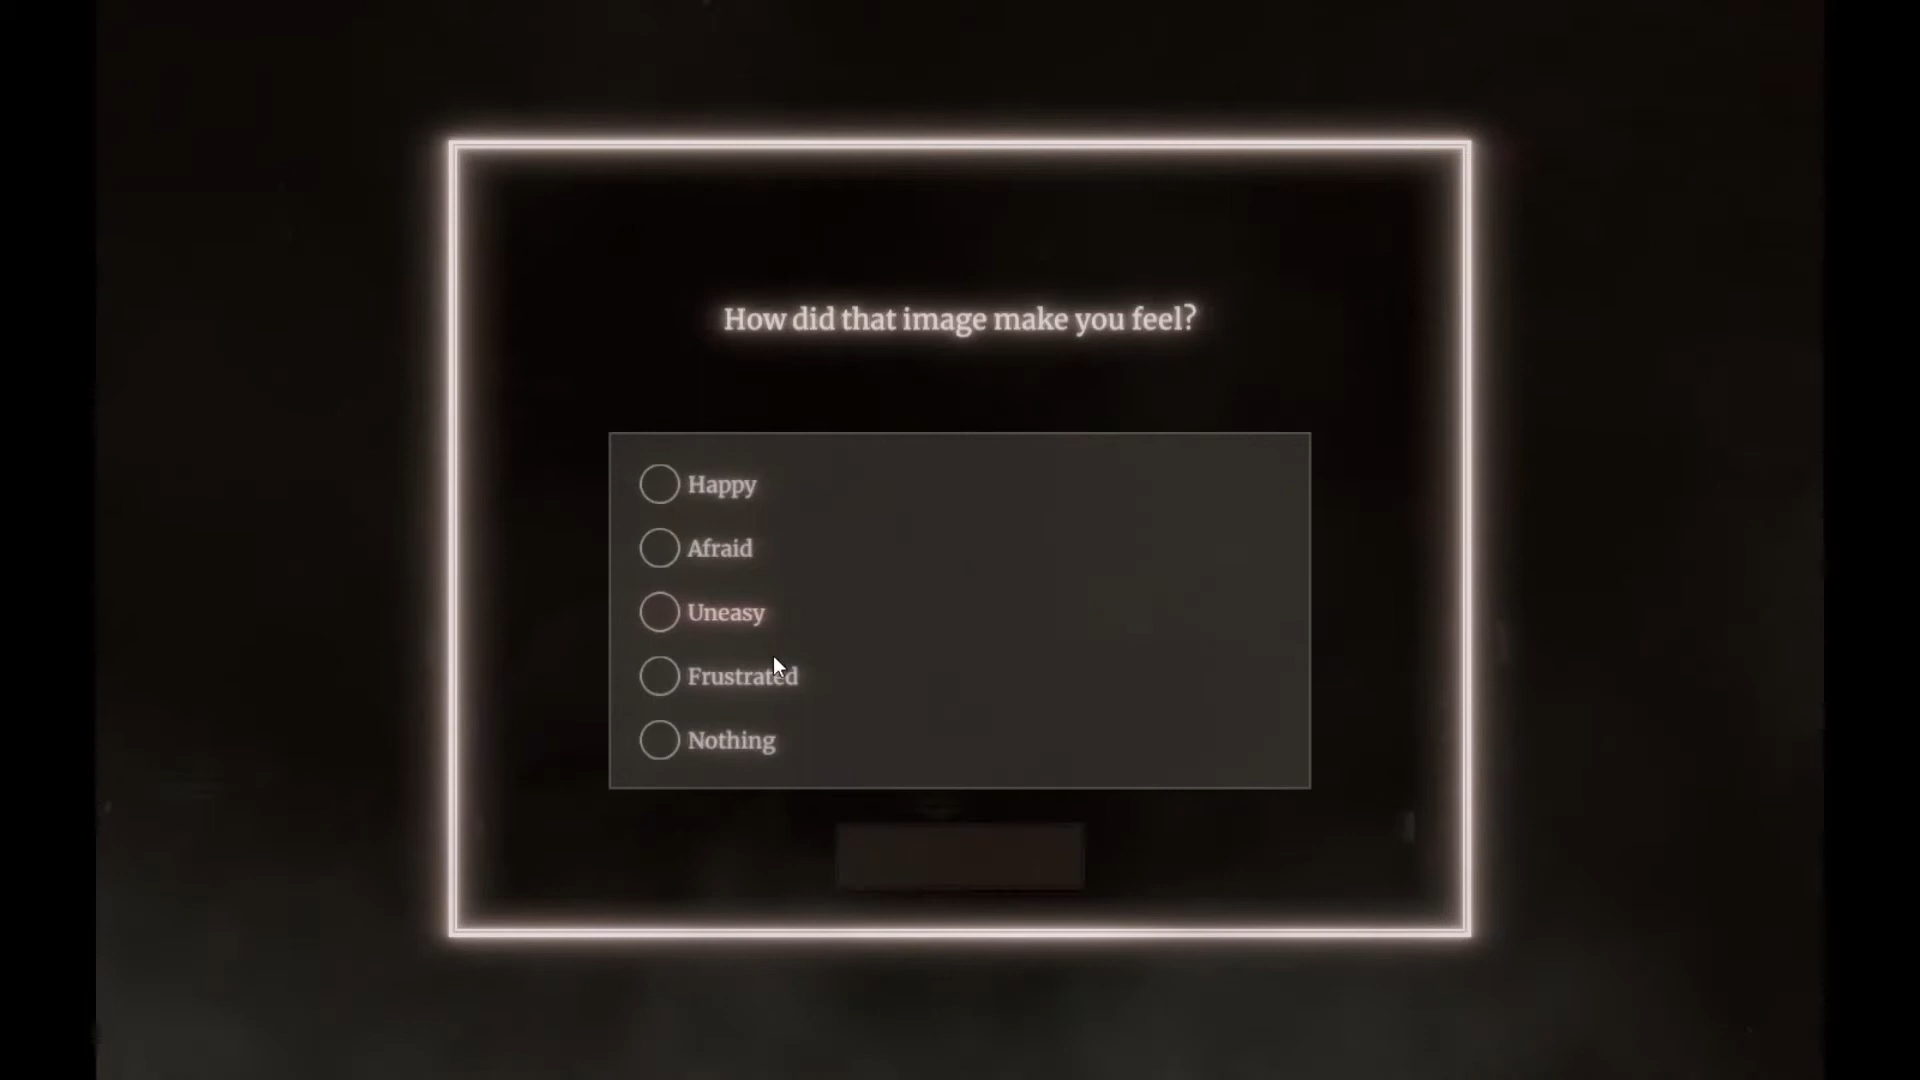 How did that image make you feel?
Happy
Afraid
Uneasy
Frustrated
Nothing